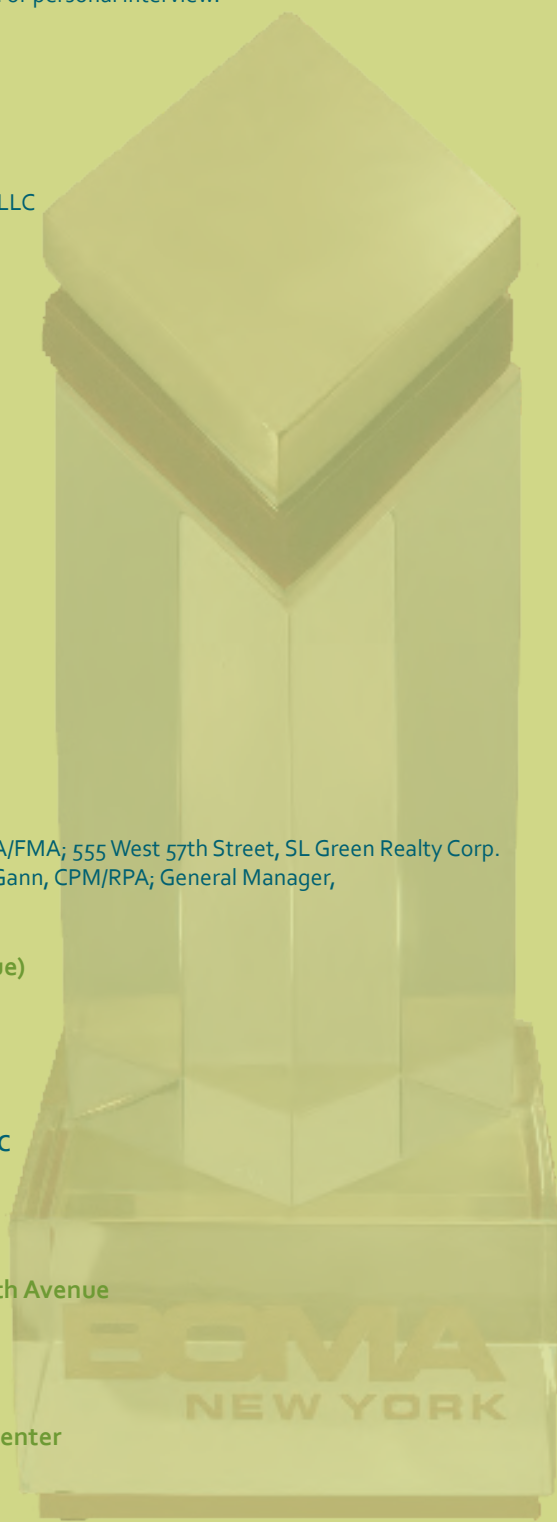 or personal interview.
LLC
A/FMA; 555 West 57th Street, SL Green Realty Corp.
Gann, CPM/RPA; General Manager,
ue)
C
th Avenue
enter
BOMA
NEW YORK